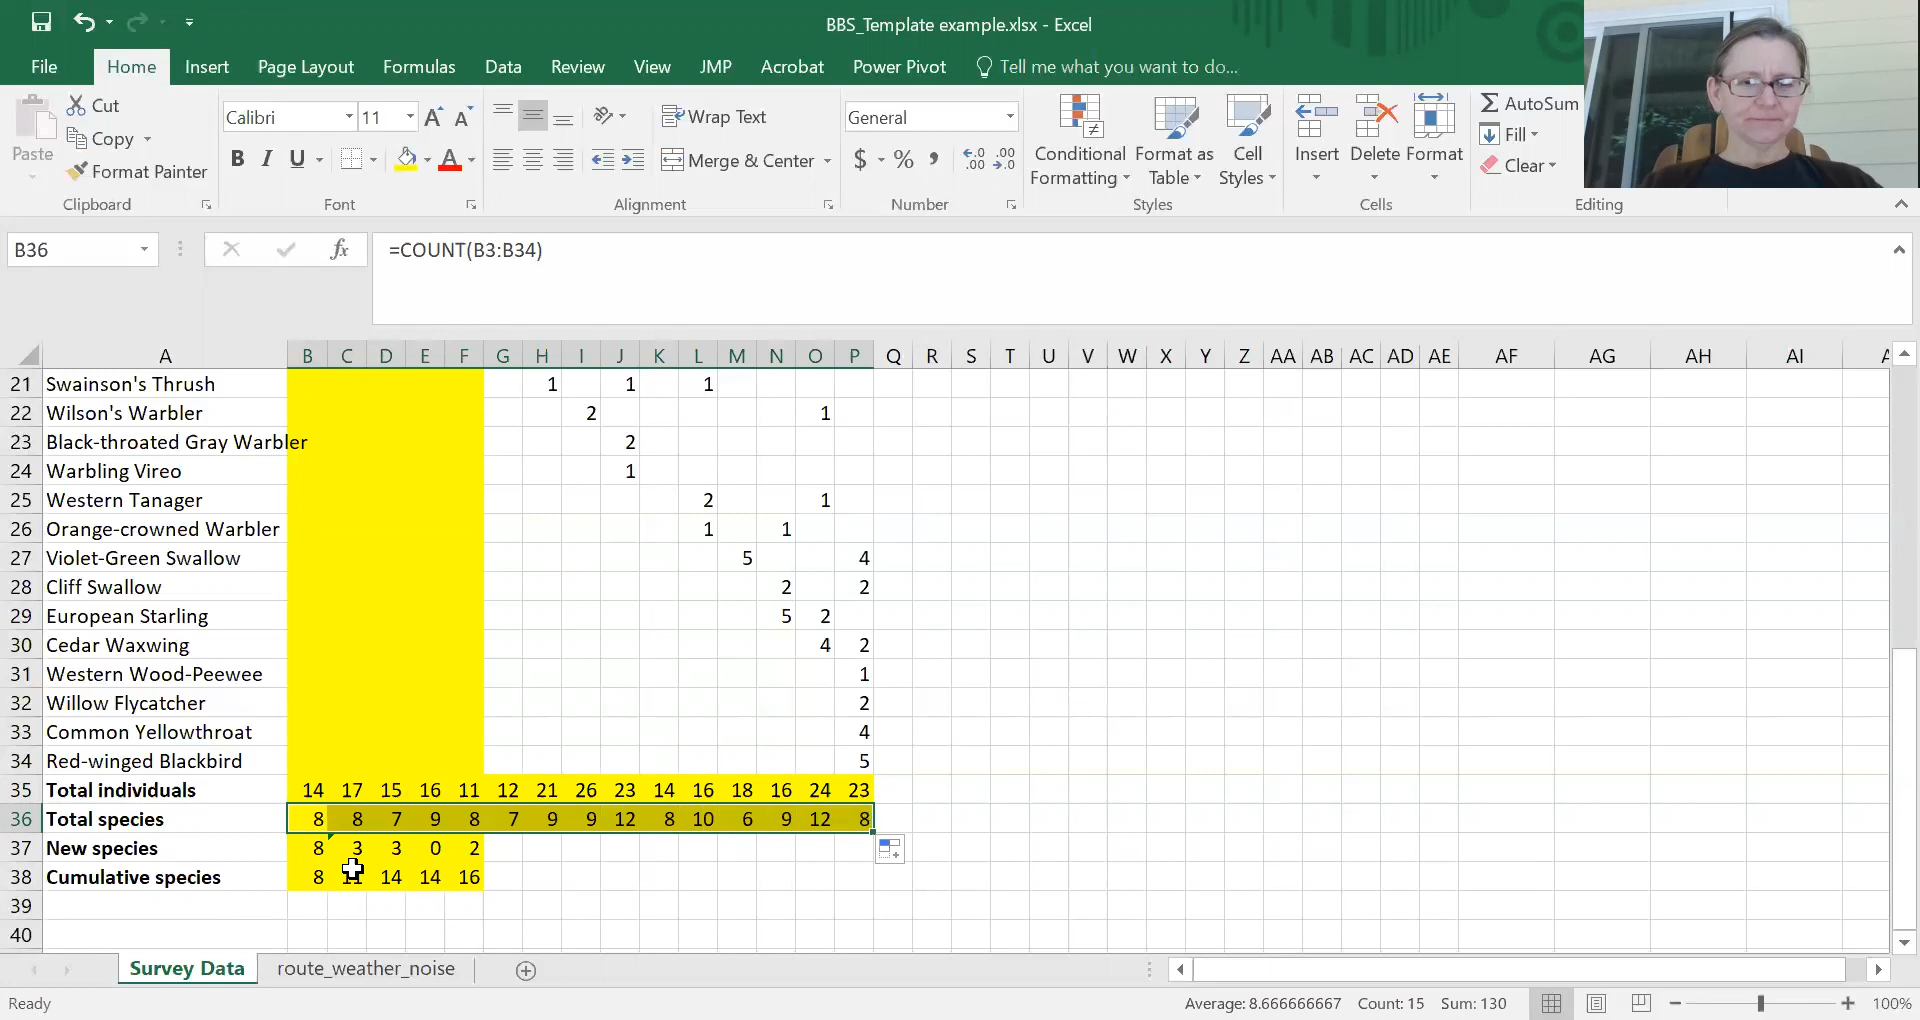 BBS_Template example.xlsx - Excel
File Home Insert Page Layout Formulas Data Review View JMP Acrobat Power Pivot Tell me what you want to do...
Paste Cut Copy Format Painter Clipboard
Calibri 11 A A B I U A Font
Wrap Text Merge & Center Alignment
General $ % , .00 .00 Number
Conditional Formatting Format as Table Cell Styles Styles
Insert Delete Format Cells
Σ AutoSum Fill Clear Editing
B36 fx =COUNT(B3:B34)
A B C D E F G H I J K L M N O P Q R S T U V W X Y Z AA AB AC AD AE AF AG AH AI
21 Swainson's Thrush 1 1 1
22 Wilson's Warbler 2 1
23 Black-throated Gray Warbler 2
24 Warbling Vireo 1
25 Western Tanager 2 1
26 Orange-crowned Warbler 1 1
27 Violet-Green Swallow 5 4
28 Cliff Swallow 2 2
29 European Starling 5 2
30 Cedar Waxwing 4 2
31 Western Wood-Peewee 1
32 Willow Flycatcher 2
33 Common Yellowthroat 4
34 Red-winged Blackbird 5
35 Total individuals 14 17 15 16 11 12 21 26 23 14 16 18 16 24 23
36 Total species 8 8 7 9 8 7 9 9 12 8 10 6 9 12 8
37 New species 8 3 3 0 2
38 Cumulative species 8 11 14 14 16
39
40
Survey Data route_weather_noise
Ready Average: 8.666666667 Count: 15 Sum: 130 100%